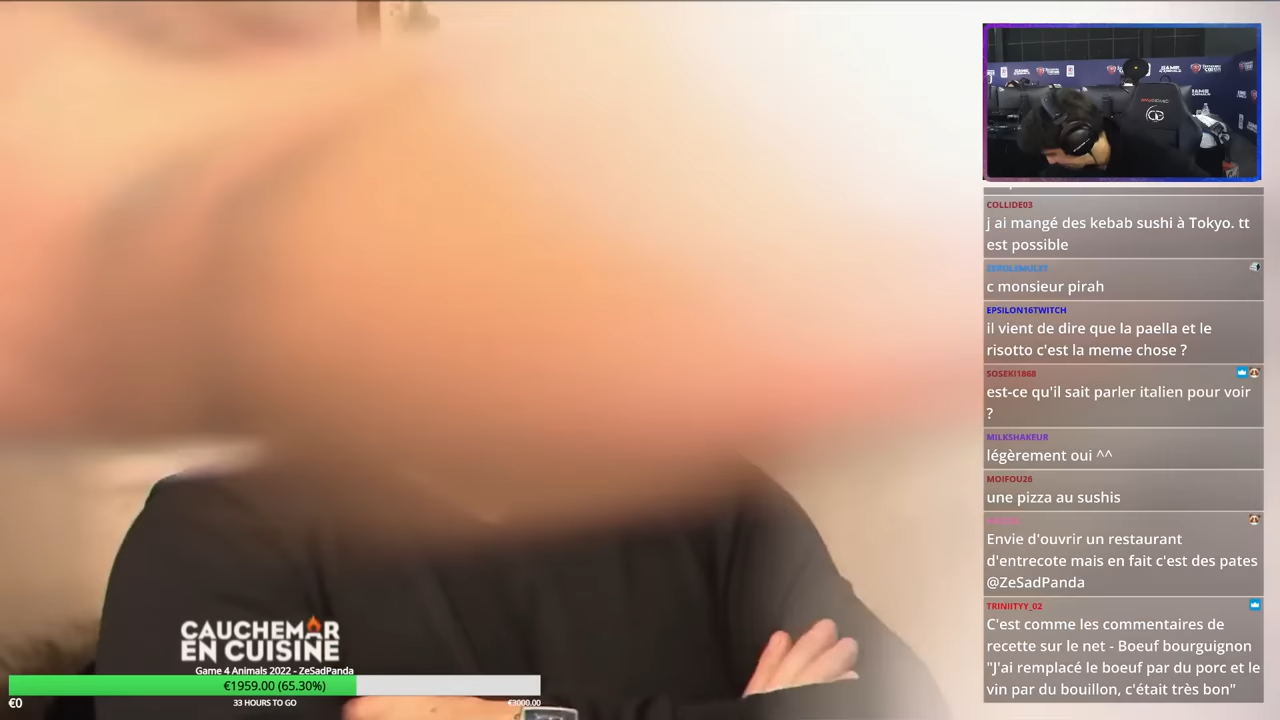 COLLIDE03
j ai mangé des kebab sushi à Tokyo. tt
est possible
c monsieur pirah
EPSILON16TWITCH
il vient de dire que la paella et le
risotto c'est la meme chose ?
SOSEKI1868
est-ce qu'il sait parler italien pour voir
?
MILKSHAKEUR
légèrement oui ^^
MOIFOU26
une pizza au sushis
Envie d'ouvrir un restaurant
d'entrecote mais en fait c'est des pates
@ZeSadPanda
TRINIITYY_02
C'est comme les commentaires de
recette sur le net - Boeuf bourguignon
"J'ai remplacé le boeuf par du porc et le
vin par du bouillon, c'était très bon"
CAUCHEMAR
EN CUISINE
Game 4 Animals 2022 - ZeSadPanda
€1959.00 (65.30%)
€0
33 HOURS TO GO
€3000.00